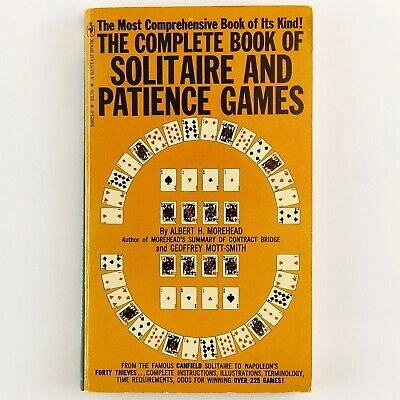 The Most Comprehensive Book of Its Kind!
THE COMPLETE BOOK OF
SOLITAIRE AND
PATIENCE GAMES
By ALBERT H. MOREHEAD
Author of MOREHEAD'S SUMMARY OF CONTRACT BRIDGE
and GEOFFREY MOTT-SMITH
FROM THE FAMOUS CANFIELD SOLITAIRE TO NAPOLEON'S
FORTY THIEVES...COMPLETE INSTRUCTIONS, ILLUSTRATIONS, TERMINOLOGY,
TIME REQUIREMENTS, ODDS FOR WINNING OVER 225 GAMES!
A BANTAM BOOK